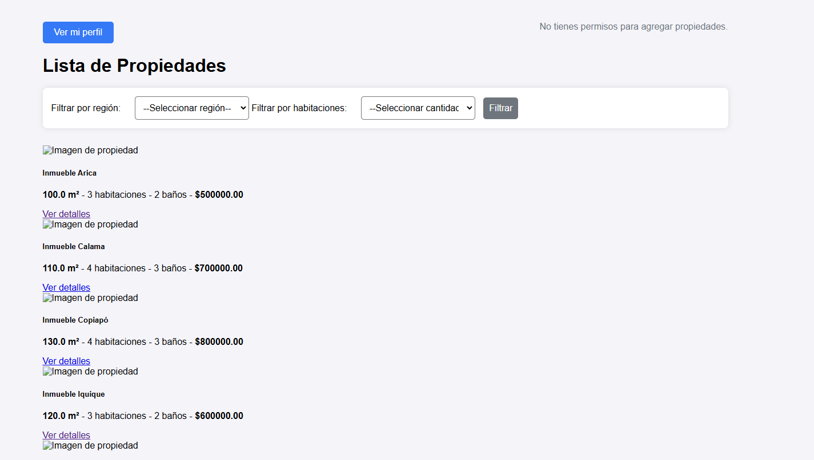 Ver mi perfil
No tienes permisos para agregar propiedades.
Lista de Propiedades
Filtrar por región: --Seleccionar región-- Filtrar por habitaciones: --Seleccionar cantidad Filtrar
Imagen de propiedad
Inmueble Arica
100.0 m² - 3 habitaciones - 2 baños - $500000.00
Ver detalles
Imagen de propiedad
Inmueble Calama
110.0 m² - 4 habitaciones - 3 baños - $700000.00
Ver detalles
Imagen de propiedad
Inmueble Copiapó
130.0 m² - 4 habitaciones - 3 baños - $800000.00
Ver detalles
Imagen de propiedad
Inmueble Iquique
120.0 m² - 3 habitaciones - 2 baños - $600000.00
Ver detalles
Imagen de propiedad